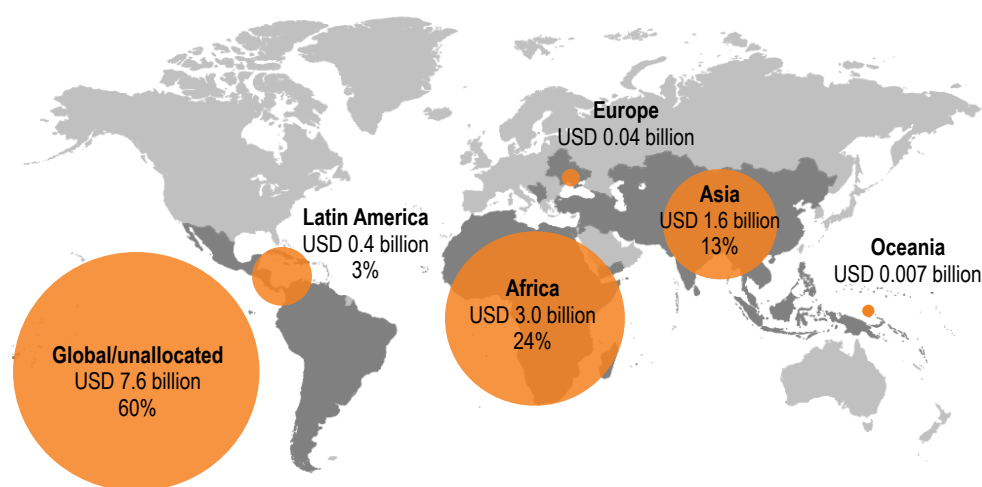 Europe
USD 0.04 billion
Asia
USD 1.6 billion
13%
Latin America
USD 0.4 billion
3%
Oceania
USD 0.007 billion
Africa
USD 3.0 billion
24%
Global/unallocated
USD 7.6 billion
60%